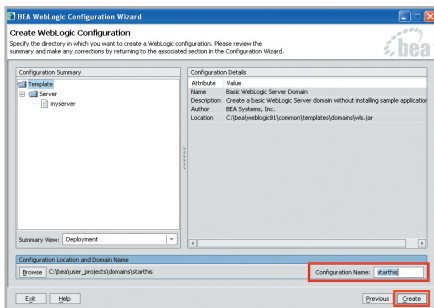 BEA WebLogic Configuration Wizard
Create WebLogic Configuration
Specify the directory in which you want to create a WebLogic configuration. Please review the
summary and make any corrections by returning to the associated section in the Configuration Wizard.
bea
Configuration Summary
Template
Server
myserver
Summary View: Deployment
Configuration Details
Attribute Value
Name Basic WebLogic Server Domain
Description Create a basic WebLogic Server domain without installing sample application
Author BEA Systems, Inc.
Location C:\bea\weblogic81\common\templates\domains\wls.jar
Configuration Location and Domain Name
Browse C:\bea\user_projects\domains\starthis Configuration Name: starthis
Exit Help Previous Create